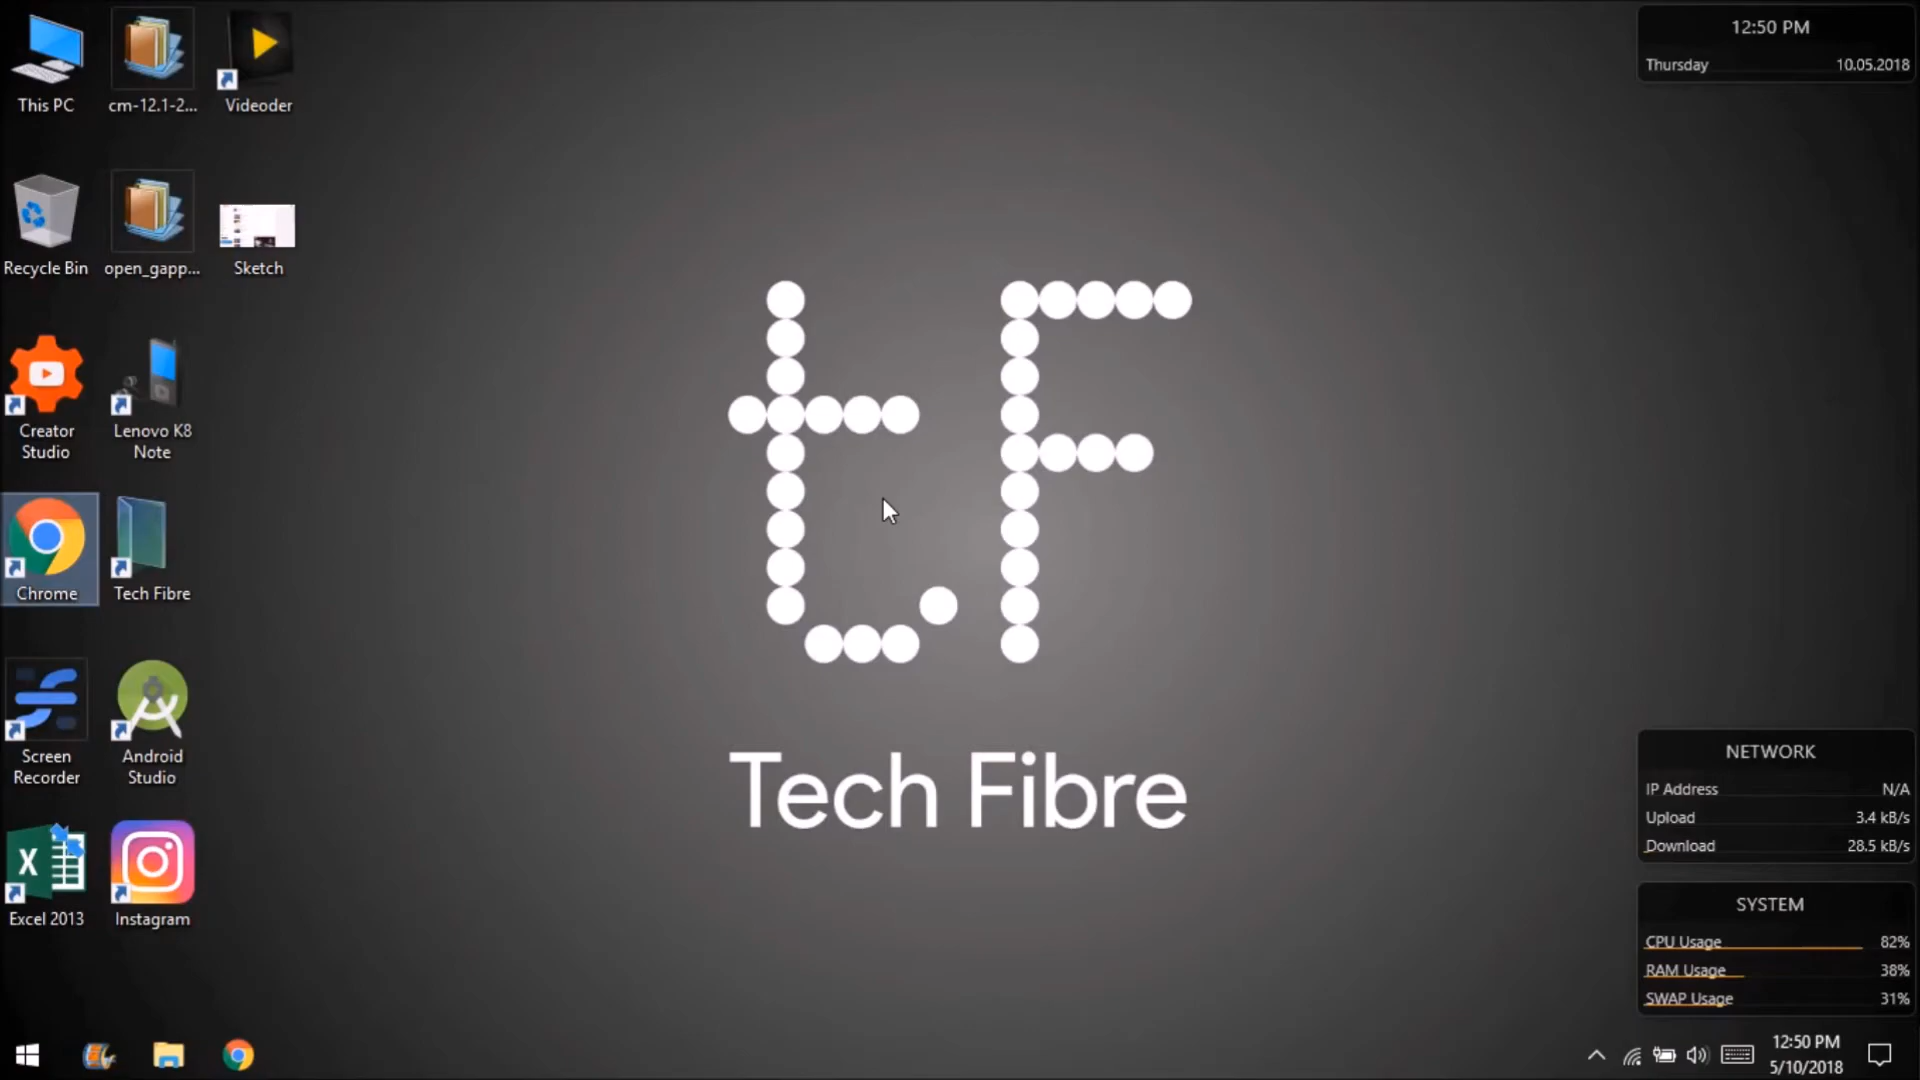 This PC
cm-12.1-2...
Videoder
Recycle Bin
open_gapp...
Sketch
Creator
Studio
Lenovo K8
Note
Chrome
Tech Fibre
Screen
Recorder
Android
Studio
Excel 2013
Instagram
tF
Tech Fibre
12:50 PM
Thursday 10.05.2018
NETWORK
IP Address N/A
Upload 3.4 kB/s
Download 28.5 kB/s
SYSTEM
CPU Usage 82%
RAM Usage 38%
SWAP Usage 31%
12:50 PM
5/10/2018